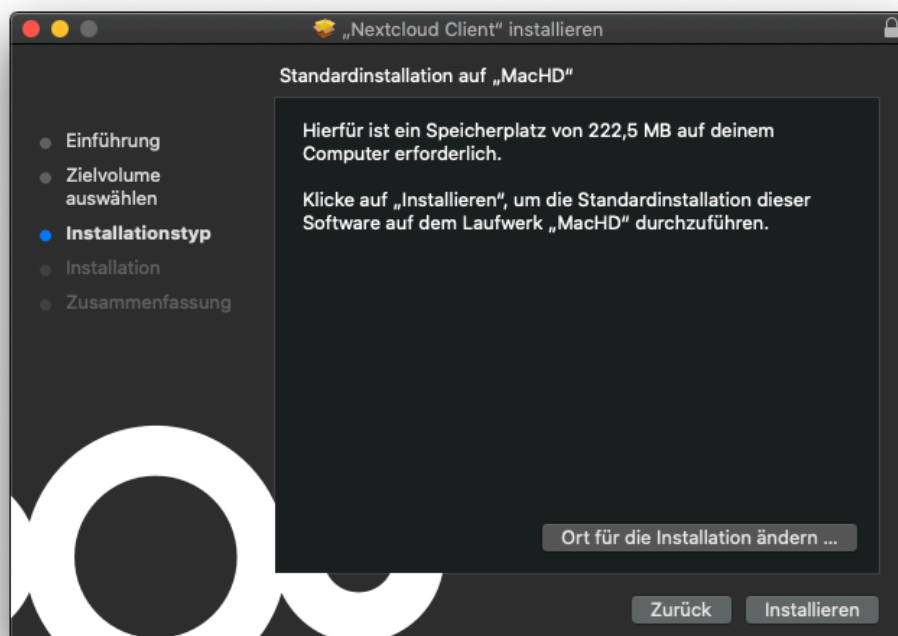 „Nextcloud Client“ installieren
Standardinstallation auf „MacHD“
Einführung
Zielvolume
auswählen
Installationstyp
Installation
Zusammenfassung
Hierfür ist ein Speicherplatz von 222,5 MB auf deinem
Computer erforderlich.
Klicke auf „Installieren“, um die Standardinstallation dieser
Software auf dem Laufwerk „MacHD“ durchzuführen.
Ort für die Installation ändern ...
Zurück
Installieren